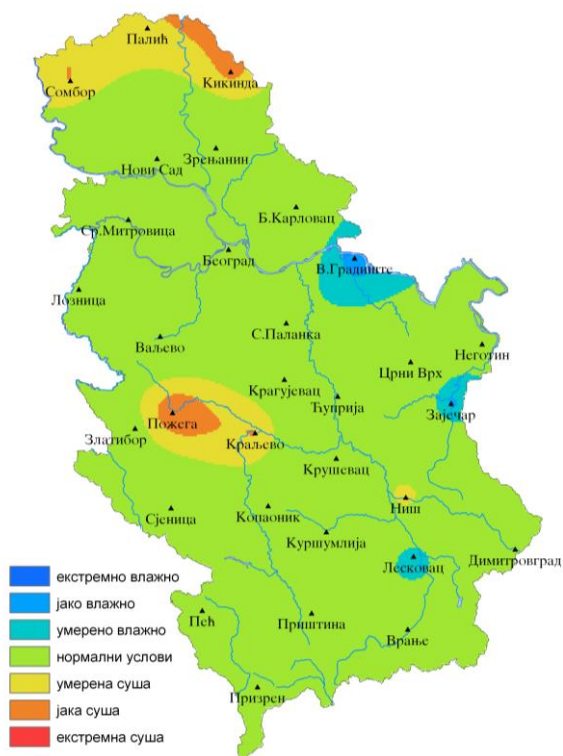 Палић
Кикинда
Сомбор
Зрењанин
Нови Сад
Б.Карловац
Ср.Митровица
Београд
В.Градиште
Лозница
С.Паланка
Ваљево
Неготин
Црни Врх
Крагујевац
Ћуприја
Зајечар
Пожега
Златибор
Краљево
Крушевац
Ниш
Сјеница
Копаоник
Куршумлија
Димитровград
Лесковац
Пећ
Приштина
Врање
Призрен
екстремно влажно
јако влажно
умерено влажно
нормални услови
умерена суша
јака суша
екстремна суша